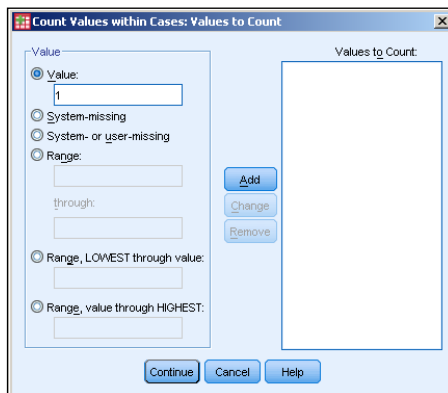 Count Values within Cases: Values to Count
Value
Value:
1
System-missing
System- or user-missing
Range:
through:
Range, LOWEST through value:
Range, value through HIGHEST:
Values to Count:
Add
Change
Remove
Continue
Cancel
Help